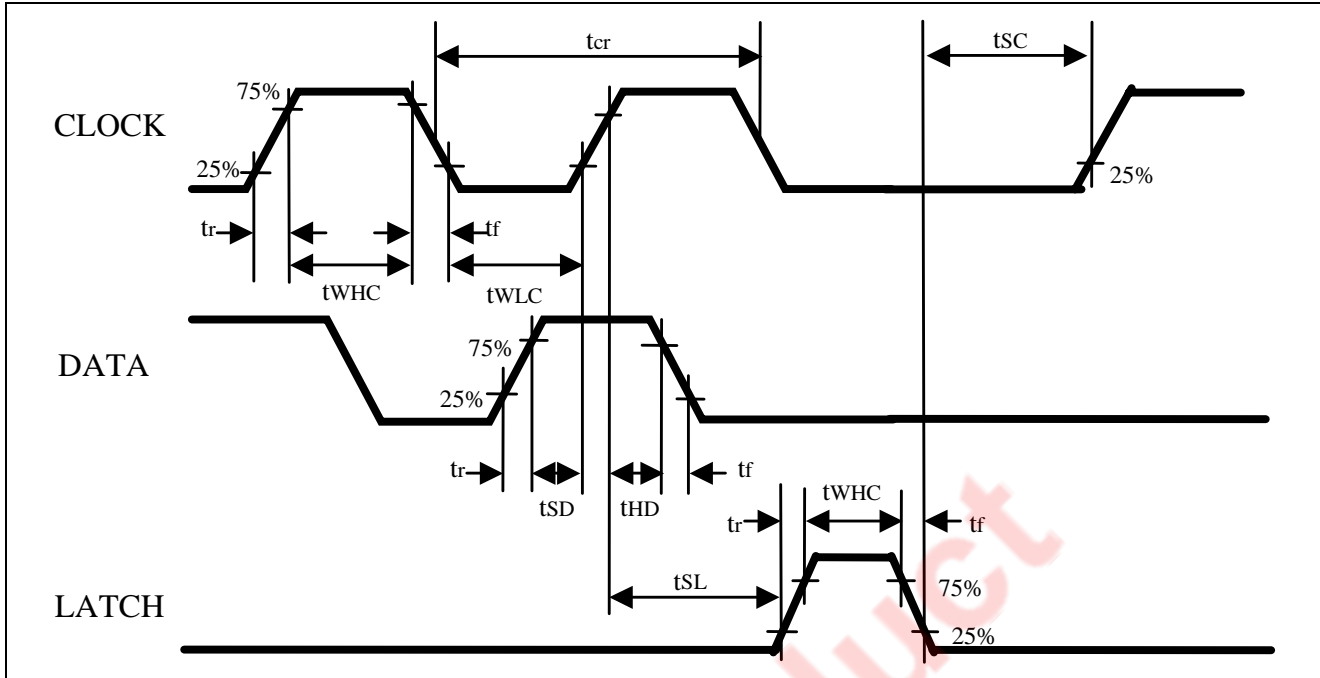 tcr
tSC
75%
CLOCK
25%
25%
tr
tf
tWHC
tWLC
75%
DATA
25%
tr
tSD
tHD
tf
tWHC
tr
tf
tSL
75%
LATCH
25%
uct